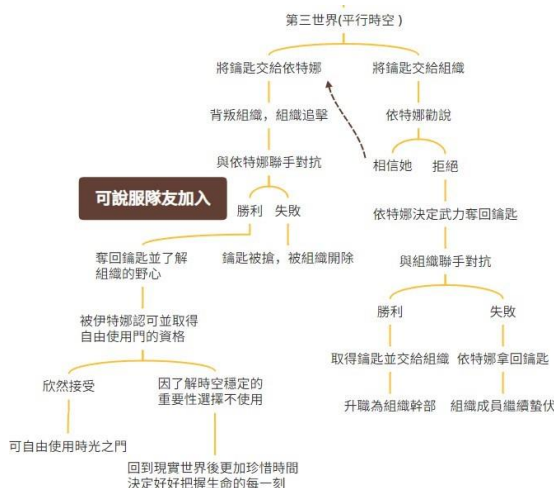 第三世界(平行時空 )
將鑰匙交給依特娜
將鑰匙交給組織
背叛組織，組織追擊
依特娜勸說
與依特娜聯手對抗
相信她
拒絕
可說服隊友加入
勝利
失敗
依特娜決定武力奪回鑰匙
奪回鑰匙並了解
組織的野心
鑰匙被搶，被組織開除
與組織聯手對抗
被伊特娜認可並取得
自由使用門的資格
勝利
失敗
取得鑰匙並交給組織
依特娜拿回鑰匙
欣然接受
因了解時空穩定的
重要性選擇不使用
升職為組織幹部
組織成員繼續蟄伏
可自由使用時光之門
回到現實世界後更加珍惜時間
決定好好把握生命的每一刻